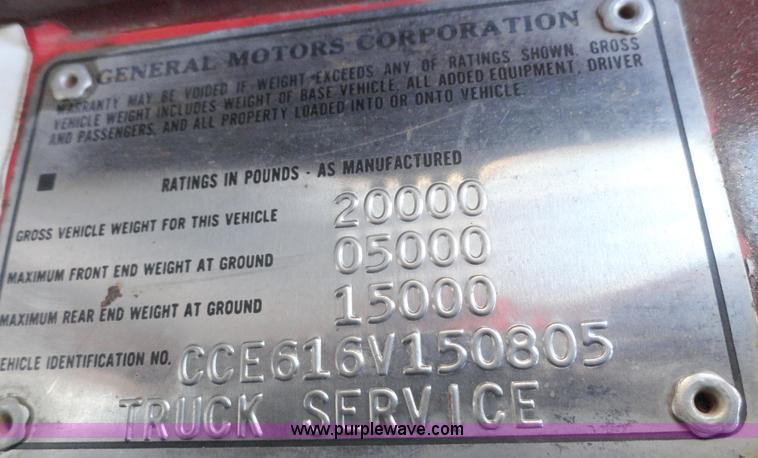 GENERAL MOTORS CORPORATION
WARRANTY MAY BE VOIDED IF WEIGHT EXCEEDS ANY OF RATINGS SHOWN. GROSS
VEHICLE WEIGHT INCLUDES WEIGHT OF BASE VEHICLE, ALL ADDED EQUIPMENT, DRIVER
AND PASSENGERS, AND ALL PROPERTY LOADED INTO OR ONTO VEHICLE.
RATINGS IN POUNDS - AS MANUFACTURED
GROSS VEHICLE WEIGHT FOR THIS VEHICLE 20000
MAXIMUM FRONT END WEIGHT AT GROUND 05000
MAXIMUM REAR END WEIGHT AT GROUND 15000
VEHICLE IDENTIFICATION NO. CCE616V150805
TRUCK SERVICE
www.purplewave.com